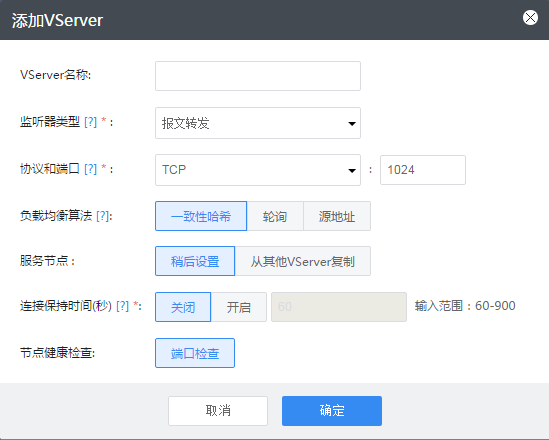 添加VServer
VServer名称:
监听器类型 [?] * : 报文转发
协议和端口 [?] * : TCP : 1024
负载均衡算法 [?]: 一致性哈希 轮询 源地址
服务节点 : 稍后设置 从其他VServer复制
连接保持时间(秒) [?] *: 关闭 开启 60 输入范围：60-900
节点健康检查: 端口检查
取消 确定